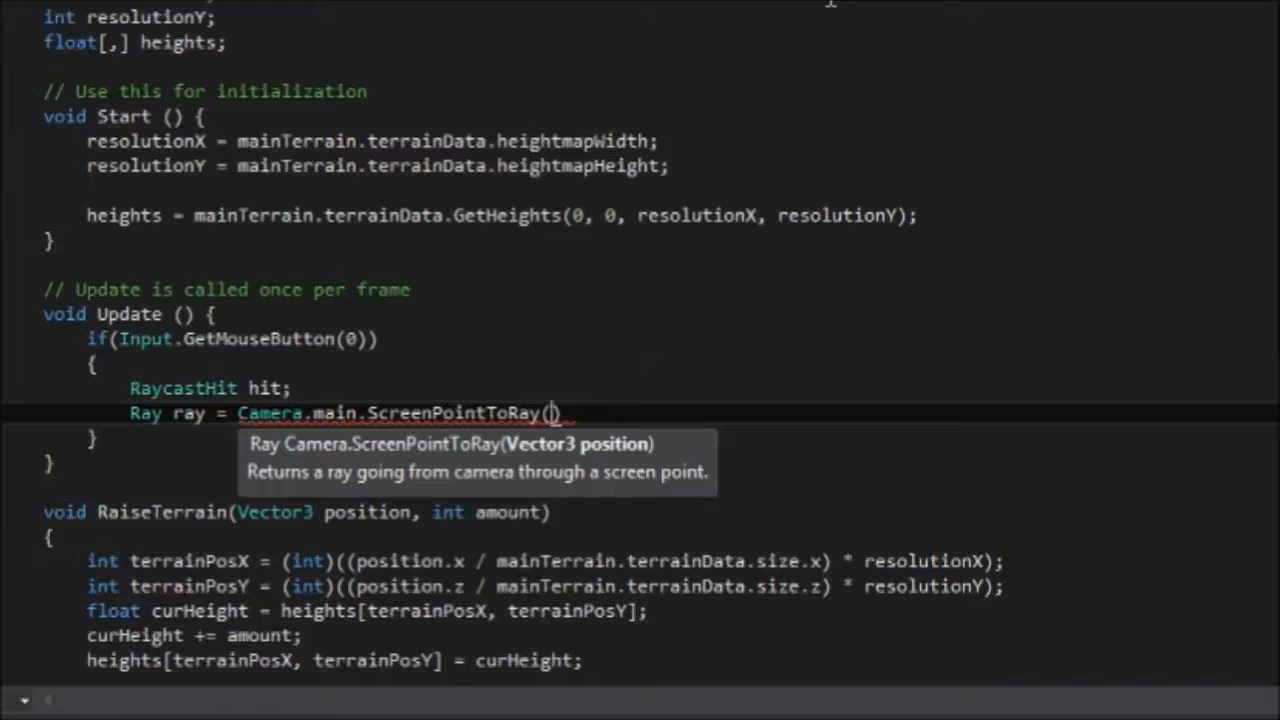 int resolutionY;
float[,] heights;
// Use this for initialization
void Start () {
resolutionX = mainTerrain.terrainData.heightmapWidth;
resolutionY = mainTerrain.terrainData.heightmapHeight;
heights = mainTerrain.terrainData.GetHeights(0, 0, resolutionX, resolutionY);
}
// Update is called once per frame
void Update () {
if(Input.GetMouseButton(0))
{
RaycastHit hit;
Ray ray = Camera.main.ScreenPointToRay()
}
Ray Camera.ScreenPointToRay(Vector3 position)
Returns a ray going from camera through a screen point.
}
void RaiseTerrain(Vector3 position, int amount)
{
int terrainPosX = (int)((position.x / mainTerrain.terrainData.size.x) * resolutionX);
int terrainPosY = (int)((position.z / mainTerrain.terrainData.size.z) * resolutionY);
float curHeight = heights[terrainPosX, terrainPosY];
curHeight += amount;
heights[terrainPosX, terrainPosY] = curHeight;